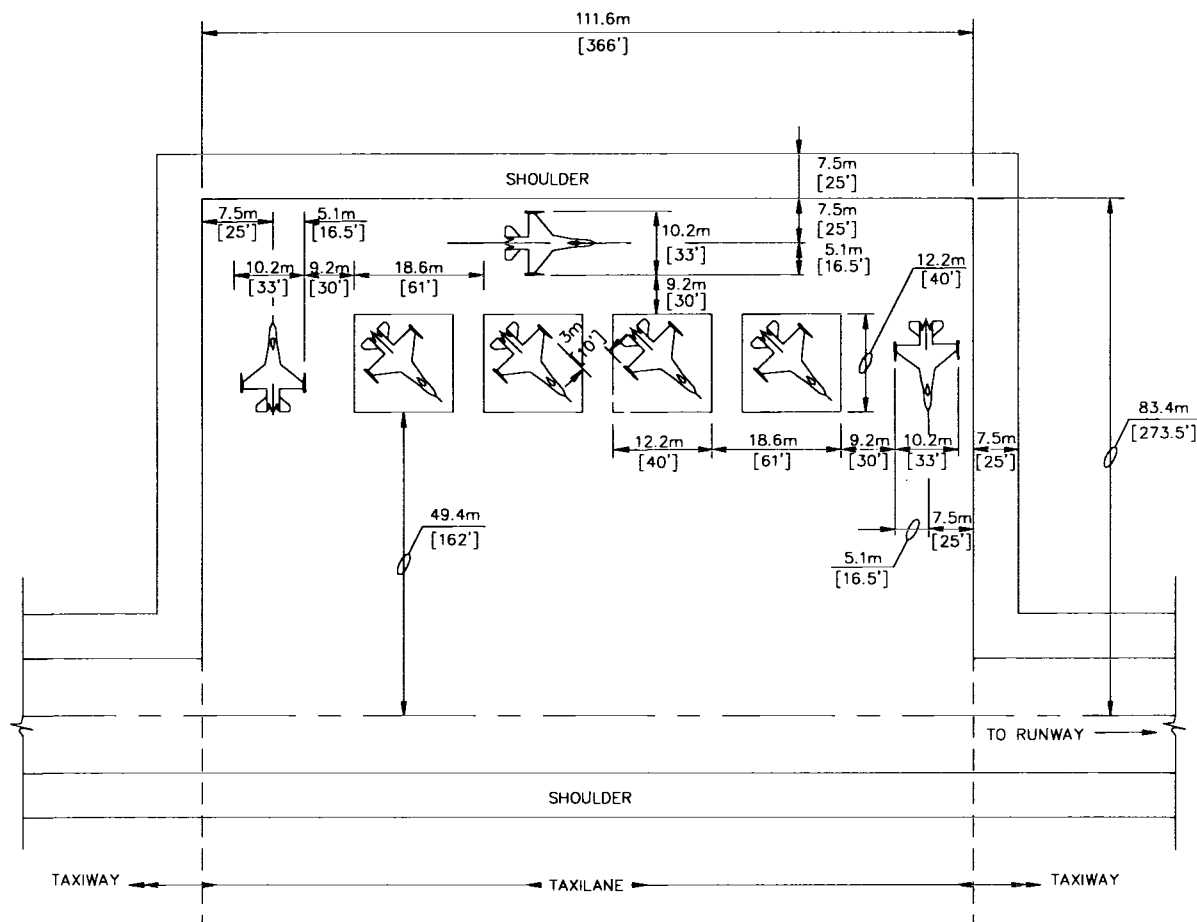 111.6m
[366']
7.5m
[25']
SHOULDER
7.5m
[25']
5.1m
[16.5']
7.5m
[25']
10.2m
[33']
5.1m
[16.5']
10.2m
[33']
9.2m
[30']
18.6m
[61']
12.2m
[40']
9.2m
[30']
3m
10'
83.4m
[273.5']
12.2m
[40']
18.6m
[61']
9.2m
[30']
10.2m
[33']
7.5m
[25']
49.4m
[162']
7.5m
[25']
5.1m
[16.5']
TO RUNWAY
SHOULDER
TAXIWAY
TAXILANE
TAXIWAY